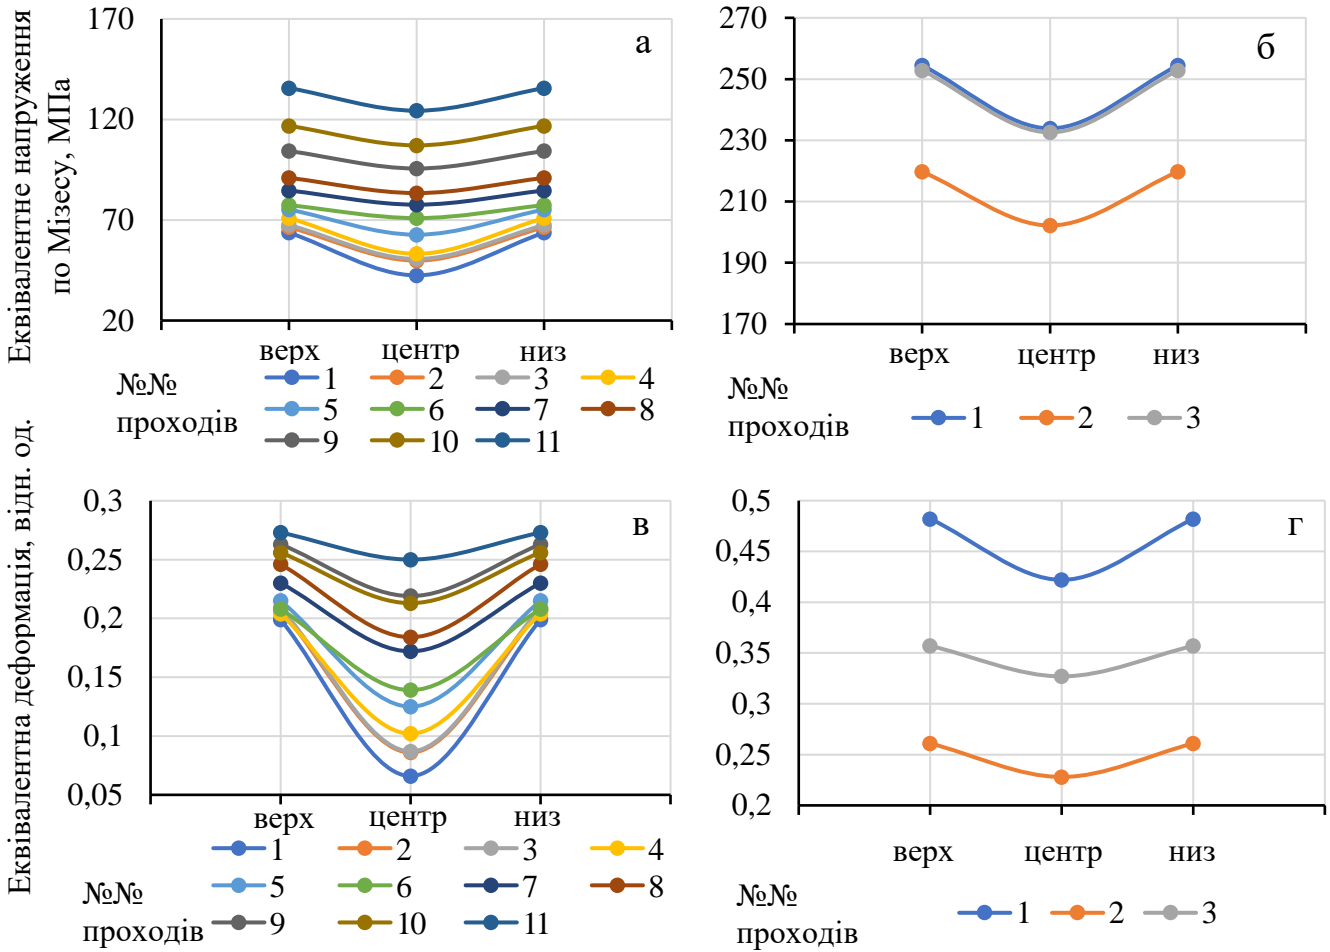 Еквівалентне напруження
по Мізесу, МПа
170
120
70
20
а
верх центр низ
№№
проходів
1 2 3 4
5 6 7 8
9 10 11
270
250
230
210
190
170
б
верх центр низ
№№
проходів
1 2 3
Еквівалентна деформація, відн. од.
0,3
0,25
0,2
0,15
0,1
0,05
в
верх центр низ
№№
проходів
1 2 3 4
5 6 7 8
9 10 11
0,5
0,45
0,4
0,35
0,3
0,25
0,2
г
верх центр низ
№№
проходів
1 2 3